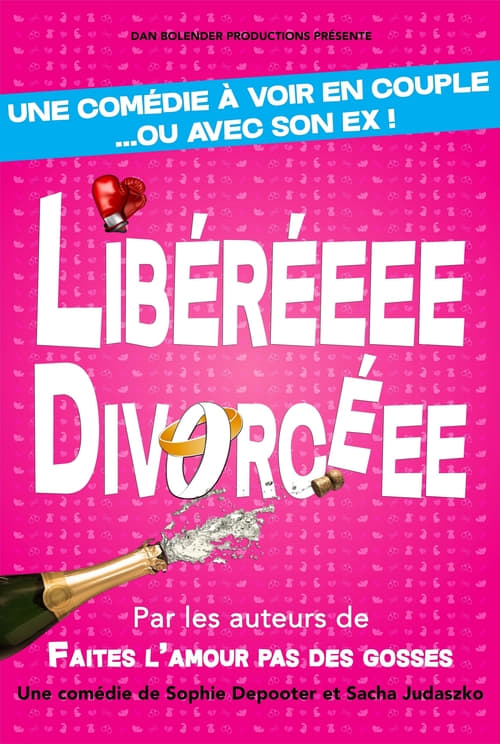 DAN BOLENDER PRODUCTIONS PRÉSENTE
UNE COMÉDIE À VOIR EN COUPLE
...OU AVEC SON EX !
LIBÉRÉEEE
DIVORCÉEE
Par les auteurs de
FAITES L'AMOUR PAS DES GOSSES
Une comédie de Sophie Depooter et Sacha Judaszko